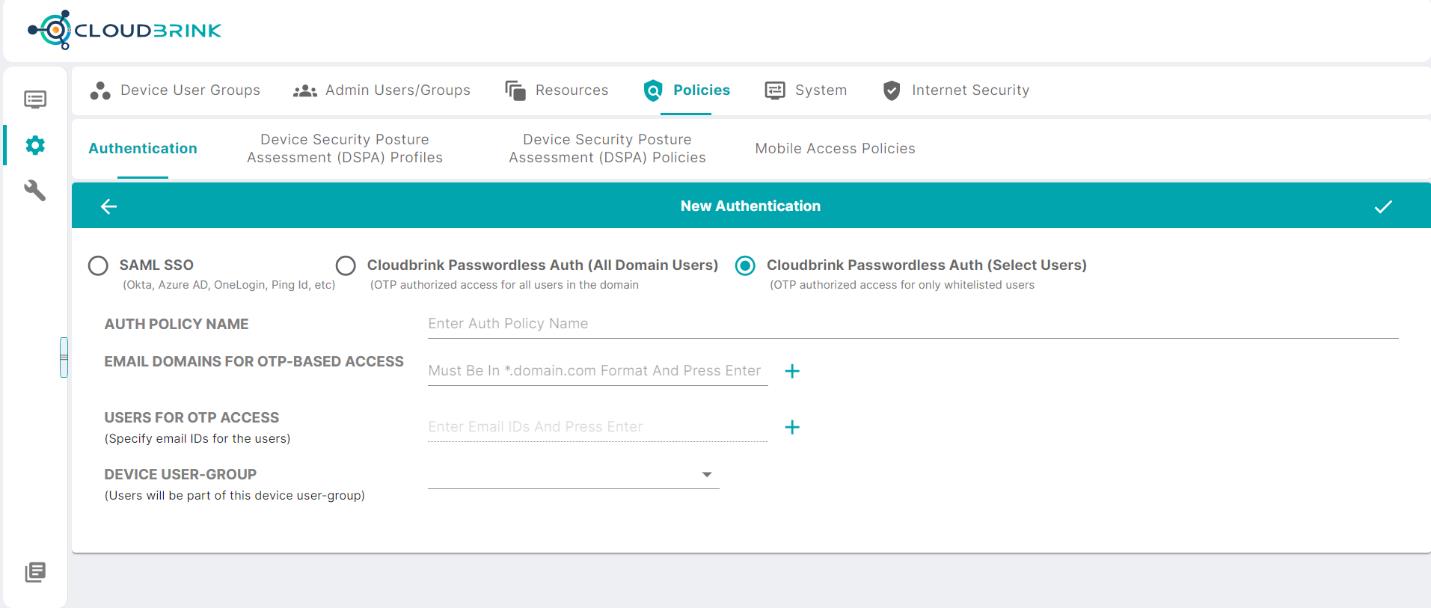 CLOUDBRINK
Device User Groups
Admin Users/Groups
Resources
Policies
System
Internet Security
Authentication
Device Security Posture
Assessment (DSPA) Profiles
Device Security Posture
Assessment (DSPA) Policies
Mobile Access Policies
New Authentication
SAML SSO
(Okta, Azure AD, OneLogin, Ping Id, etc)
Cloudbrink Passwordless Auth (All Domain Users)
(OTP authorized access for all users in the domain
Cloudbrink Passwordless Auth (Select Users)
(OTP authorized access for only whitelisted users
AUTH POLICY NAME
Enter Auth Policy Name
EMAIL DOMAINS FOR OTP-BASED ACCESS
Must Be In *.domain.com Format And Press Enter
USERS FOR OTP ACCESS
(Specify email IDs for the users)
Enter Email IDs And Press Enter
DEVICE USER-GROUP
(Users will be part of this device user-group)